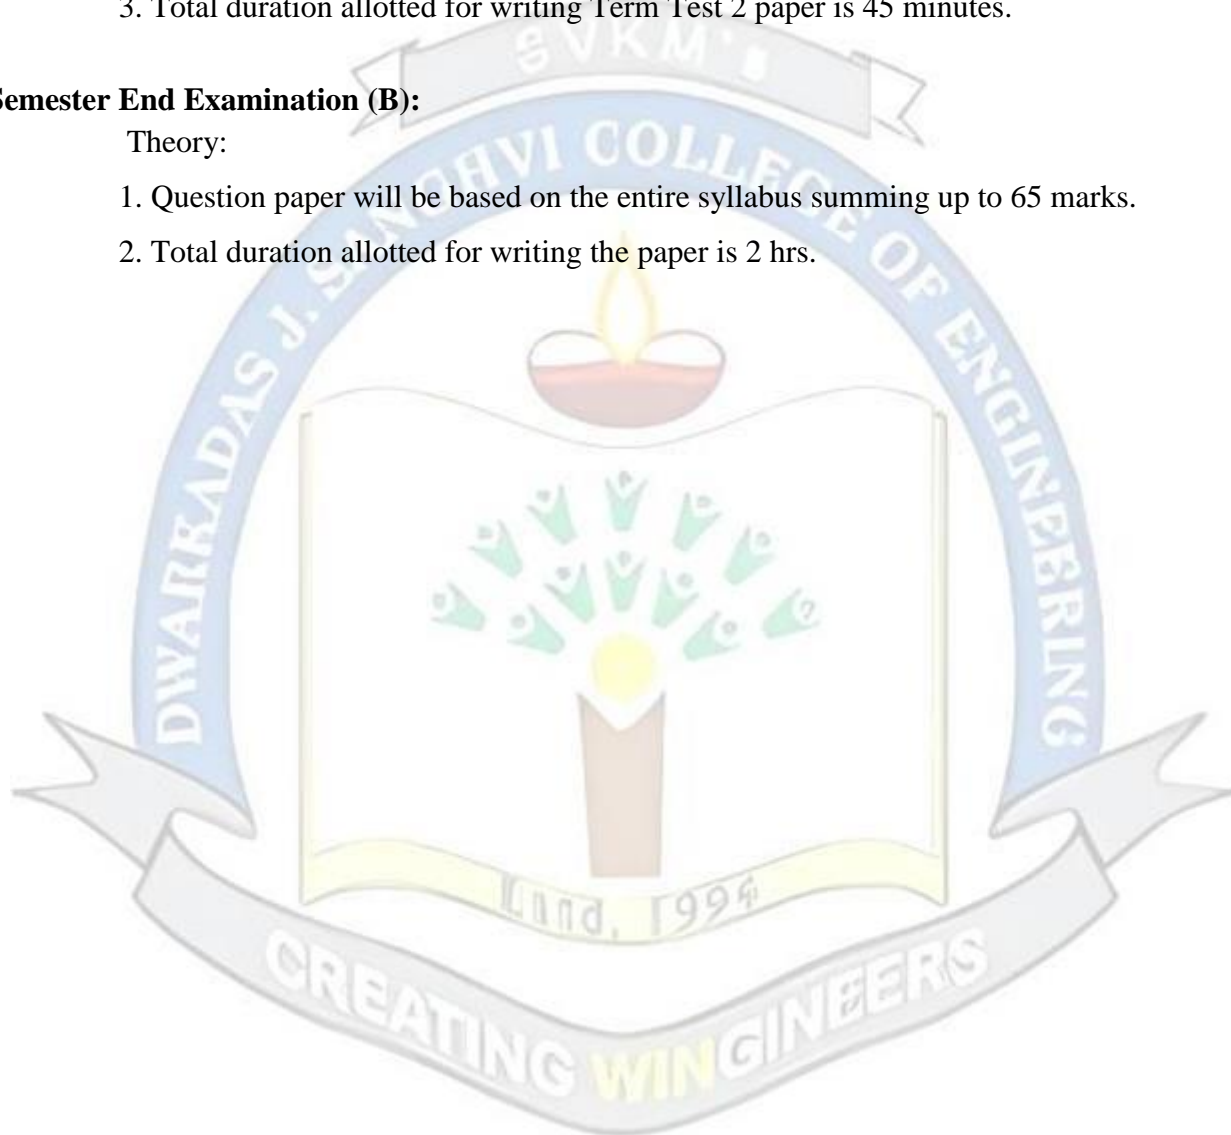 3. Total duration allotted for writing Term Test 2 paper is 45 minutes.
SVKM's
Semester End Examination (B):
Theory:
1. Question paper will be based on the entire syllabus summing up to 65 marks.
2. Total duration allotted for writing the paper is 2 hrs.
DWARKADAS J. SANGHVI COLLEGE OF ENGINEERING
1994
CREATING WINGINEERS